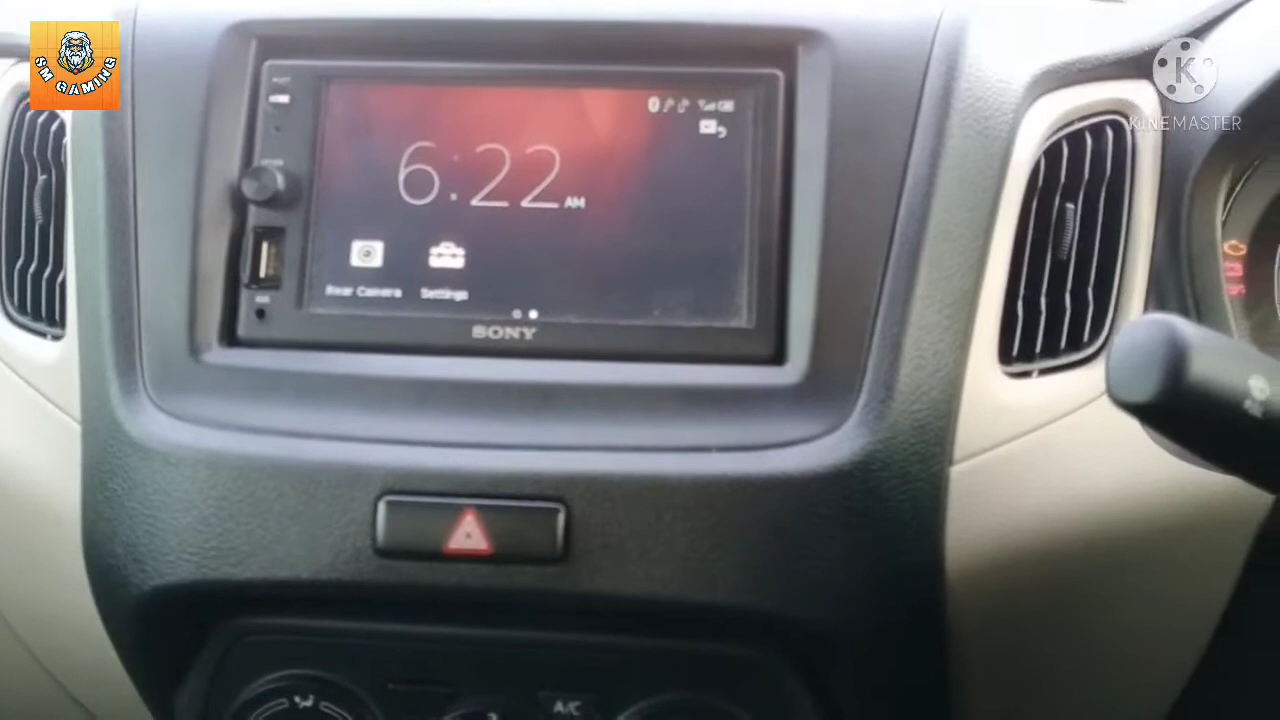 SM GAMING
KINEMASTER
6:22 AM
Rear Camera
Settings
SONY
A/C